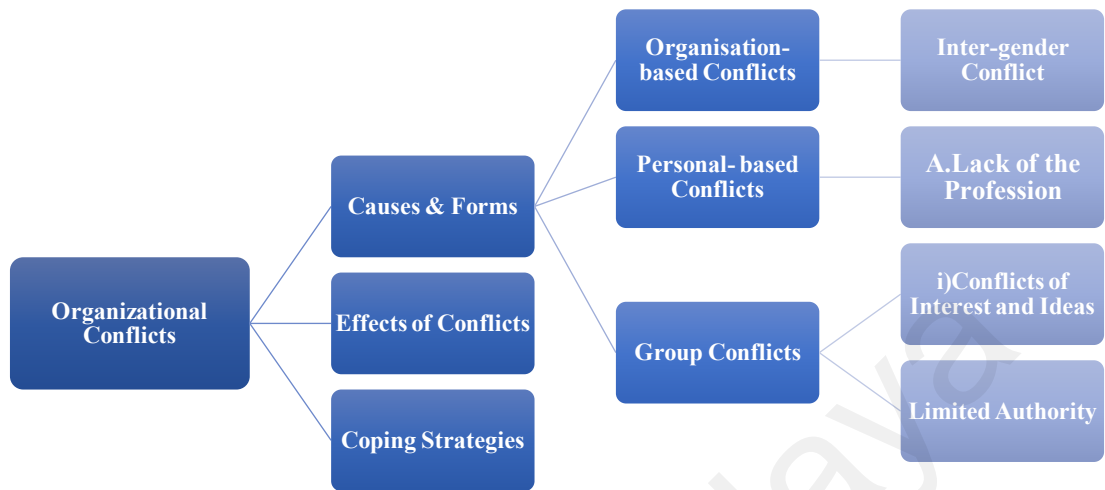 Organizational
Conflicts
Causes & Forms
Effects of Conflicts
Coping Strategies
Organisation-
based Conflicts
Personal- based
Conflicts
Group Conflicts
Inter-gender
Conflict
A.Lack of the
Profession
i)Conflicts of
Interest and Ideas
Limited Authority
laya